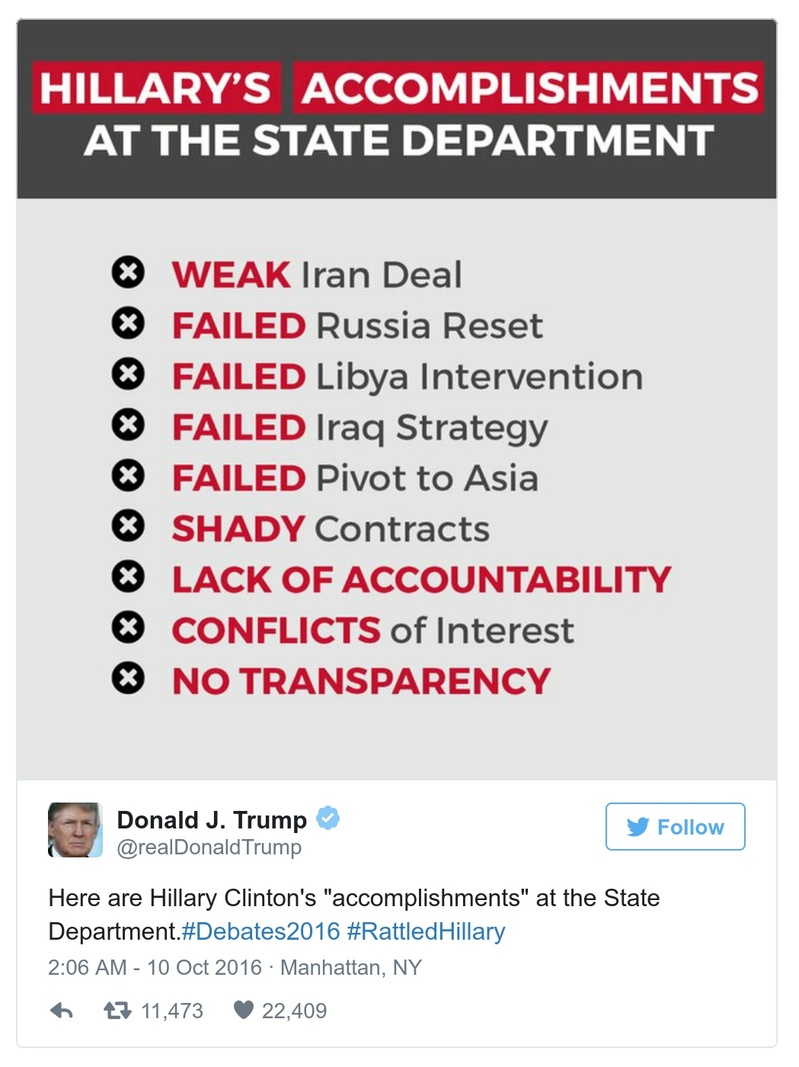 HILLARY'S ACCOMPLISHMENTS
AT THE STATE DEPARTMENT
WEAK Iran Deal
FAILED Russia Reset
FAILED Libya Intervention
FAILED Iraq Strategy
FAILED Pivot to Asia
SHADY Contracts
LACK OF ACCOUNTABILITY
CONFLICTS of Interest
NO TRANSPARENCY
Donald J. Trump
@realDonaldTrump
Follow
Here are Hillary Clinton's "accomplishments" at the State
Department.#Debates2016 #RattledHillary
2:06 AM - 10 Oct 2016 · Manhattan, NY
11,473 22,409